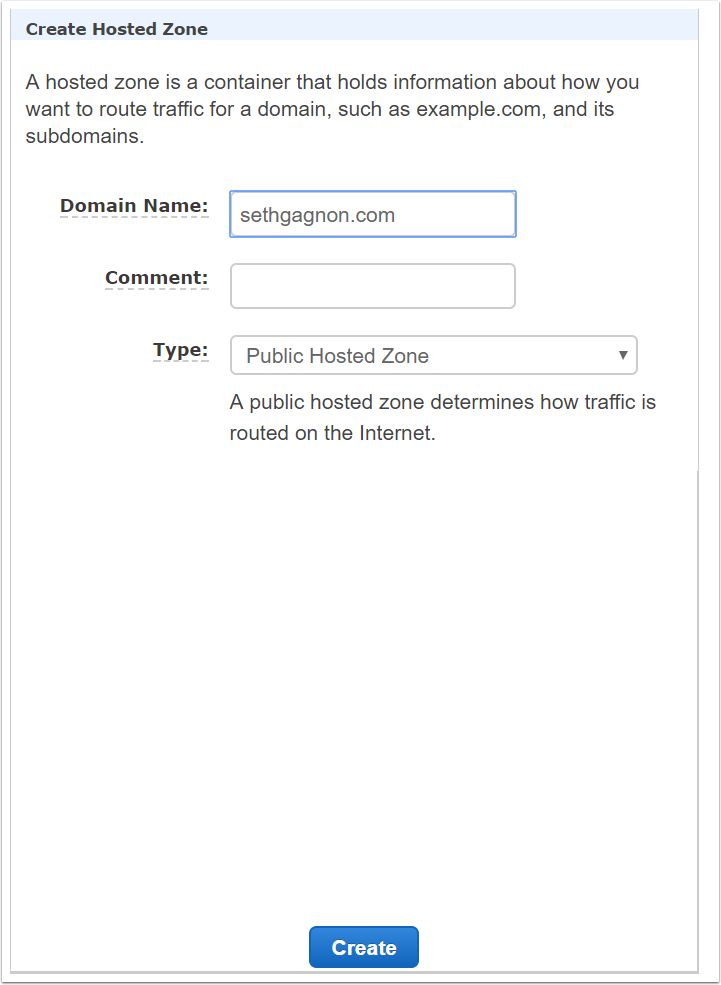 Create Hosted Zone
A hosted zone is a container that holds information about how you
want to route traffic for a domain, such as example.com, and its
subdomains.
Domain Name: sethgagnon.com
Comment:
Type: Public Hosted Zone
A public hosted zone determines how traffic is
routed on the Internet.
Create